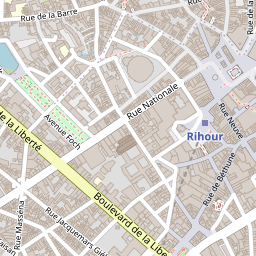 Rue de la Barre
Rue Nationale
Rihour
Rue Neuve
Avenue Foch
de la Liberté
Rue de Béthune
Rue Masséna
Boulevard de la Libe
Rue Jacquemars Gié